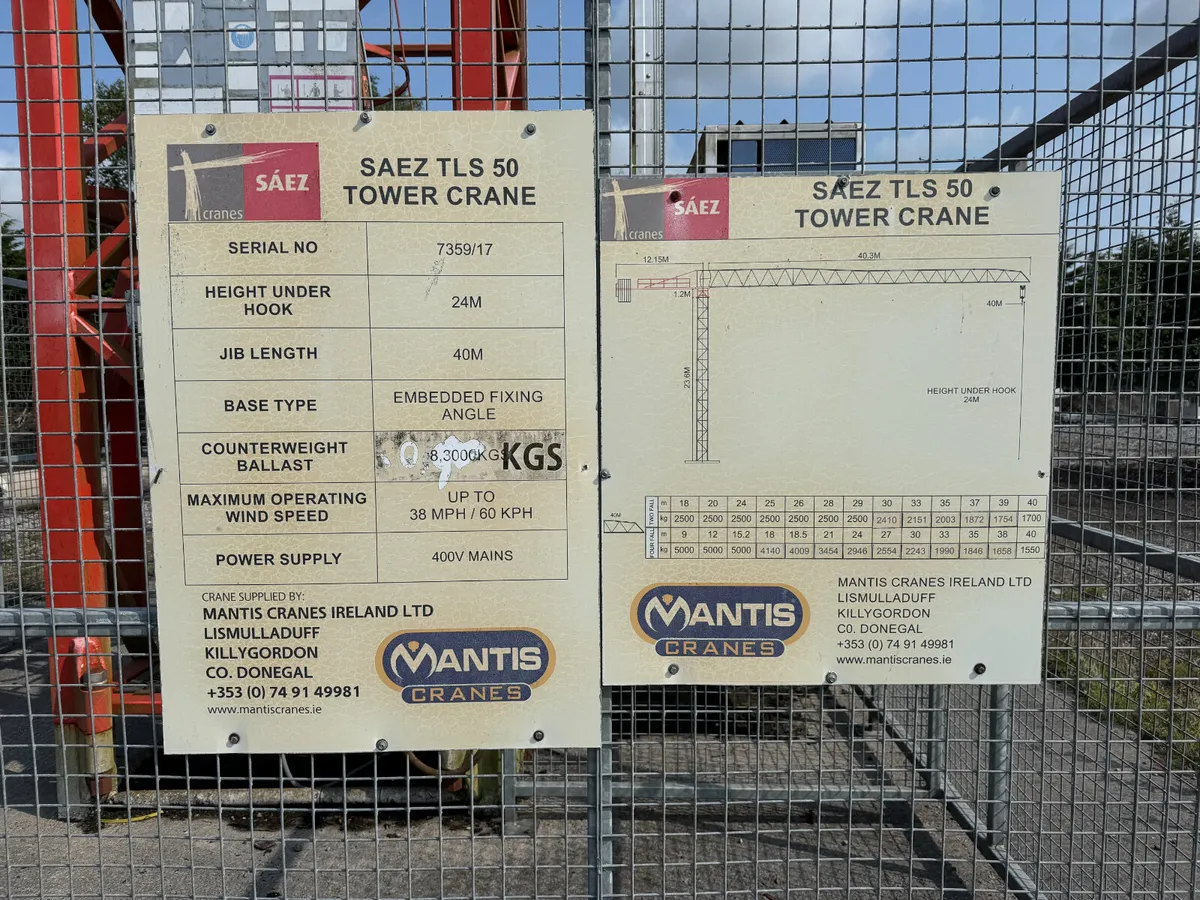 cranes
SÁEZ
SAEZ TLS 50
TOWER CRANE
SERIAL NO
7359/17
HEIGHT UNDER
HOOK
24M
JIB LENGTH
40M
BASE TYPE
EMBEDDED FIXING
ANGLE
COUNTERWEIGHT
BALLAST
8,3000KGS
KGS
MAXIMUM OPERATING
WIND SPEED
UP TO
38 MPH / 60 KPH
POWER SUPPLY
400V MAINS
CRANE SUPPLIED BY:
MANTIS CRANES IRELAND LTD
LISMULLADUFF
KILLYGORDON
CO. DONEGAL
+353 (0) 74 91 49981
www.mantiscranes.ie
MANTIS
CRANES
cranes
SÁEZ
SAEZ TLS 50
TOWER CRANE
12.15M
40.3M
1.2M
40M
23.6M
HEIGHT UNDER HOOK
24M
40M
TWO FALL
m 18 20 24 25 26 28 29 30 33 35 37 39 40
kg 2500 2500 2500 2500 2500 2500 2500 2410 2151 2003 1872 1754 1700
FOUR FALL
m 9 12 15.2 18 18.5 21 24 27 30 33 35 38 40
kg 5000 5000 5000 4140 4009 3454 2946 2554 2243 1990 1846 1658 1550
MANTIS
CRANES
MANTIS CRANES IRELAND LTD
LISMULLADUFF
KILLYGORDON
C0. DONEGAL
+353 (0) 74 91 49981
www.mantiscranes.ie